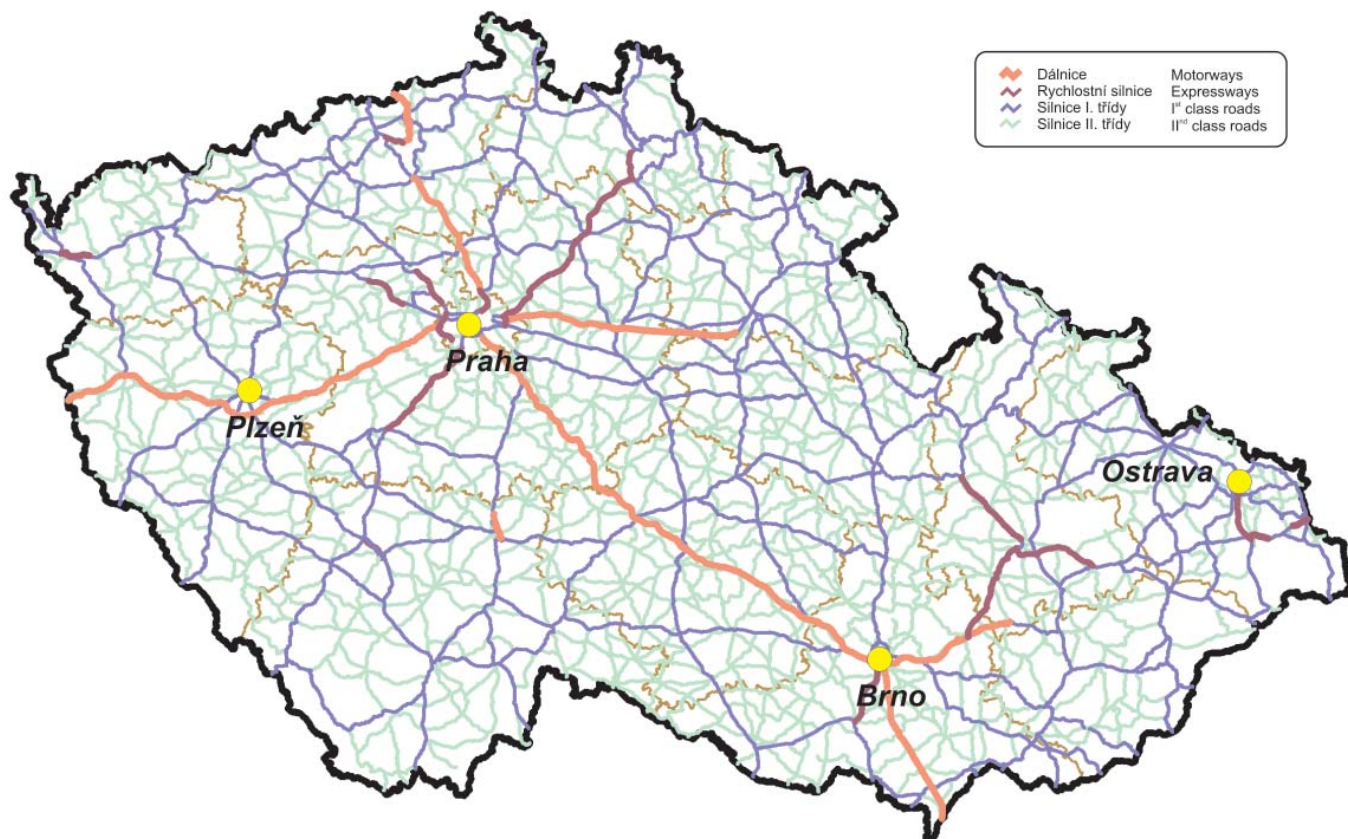 Dálnice Motorways
Rychlostní silnice Expressways
Silnice I. třídy Ist class roads
Silnice II. třídy IInd class roads
Praha
Plzeň
Ostrava
Brno